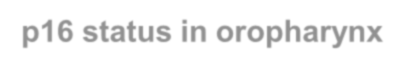 p16 status in oropharynx